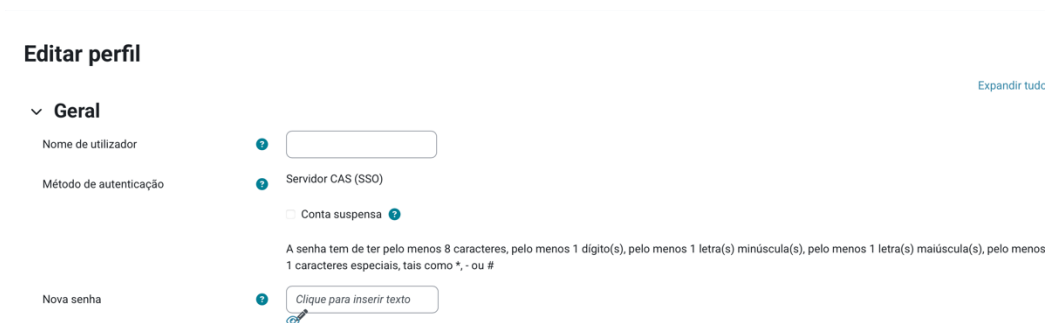 Editar perfil
Expandir tudo
Geral
Nome de utilizador
Método de autenticação
Servidor CAS (SSO)
Conta suspensa
A senha tem de ter pelo menos 8 caracteres, pelo menos 1 dígito(s), pelo menos 1 letra(s) minúscula(s), pelo menos 1 letra(s) maiúscula(s), pelo menos
1 caracteres especiais, tais como *, - ou #
Nova senha
Clique para inserir texto